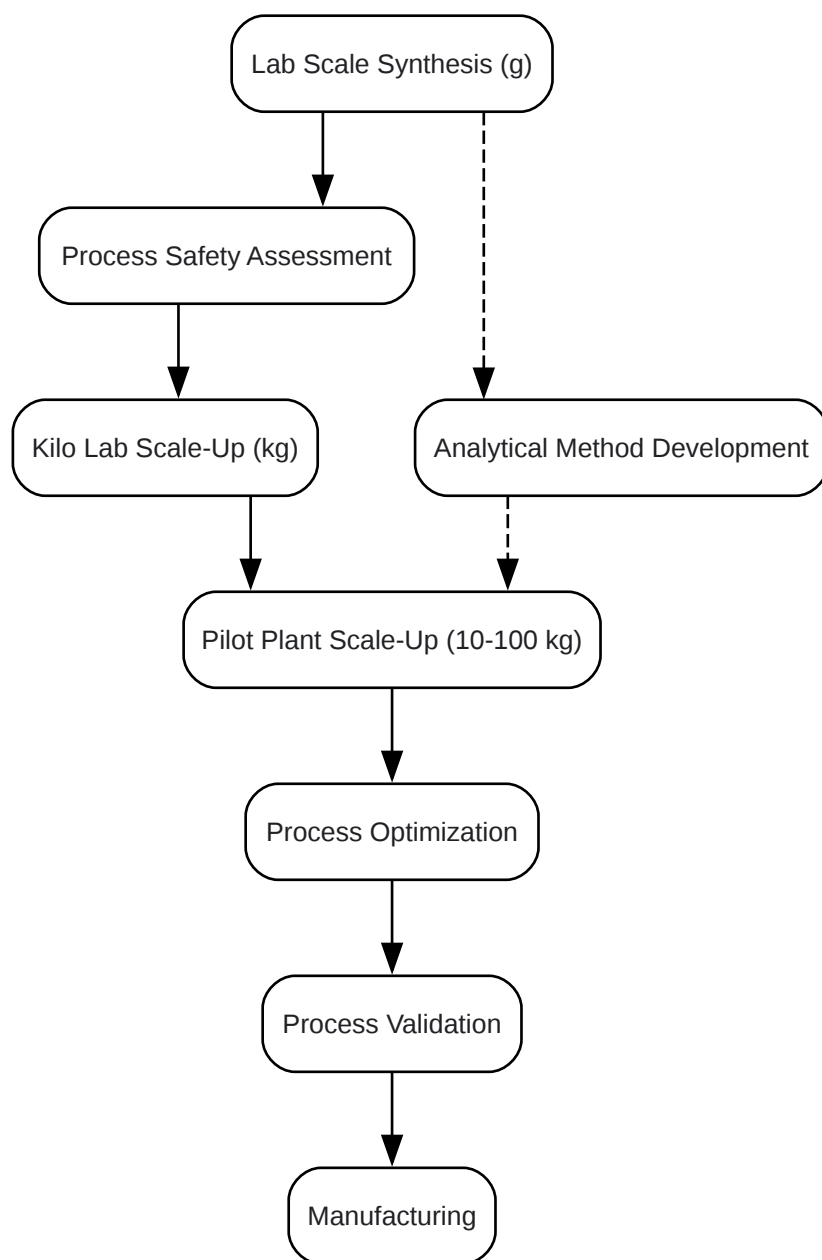 Lab Scale Synthesis (g)
Process Safety Assessment
Kilo Lab Scale-Up (kg)
Analytical Method Development
Pilot Plant Scale-Up (10-100 kg)
Process Optimization
Process Validation
Manufacturing